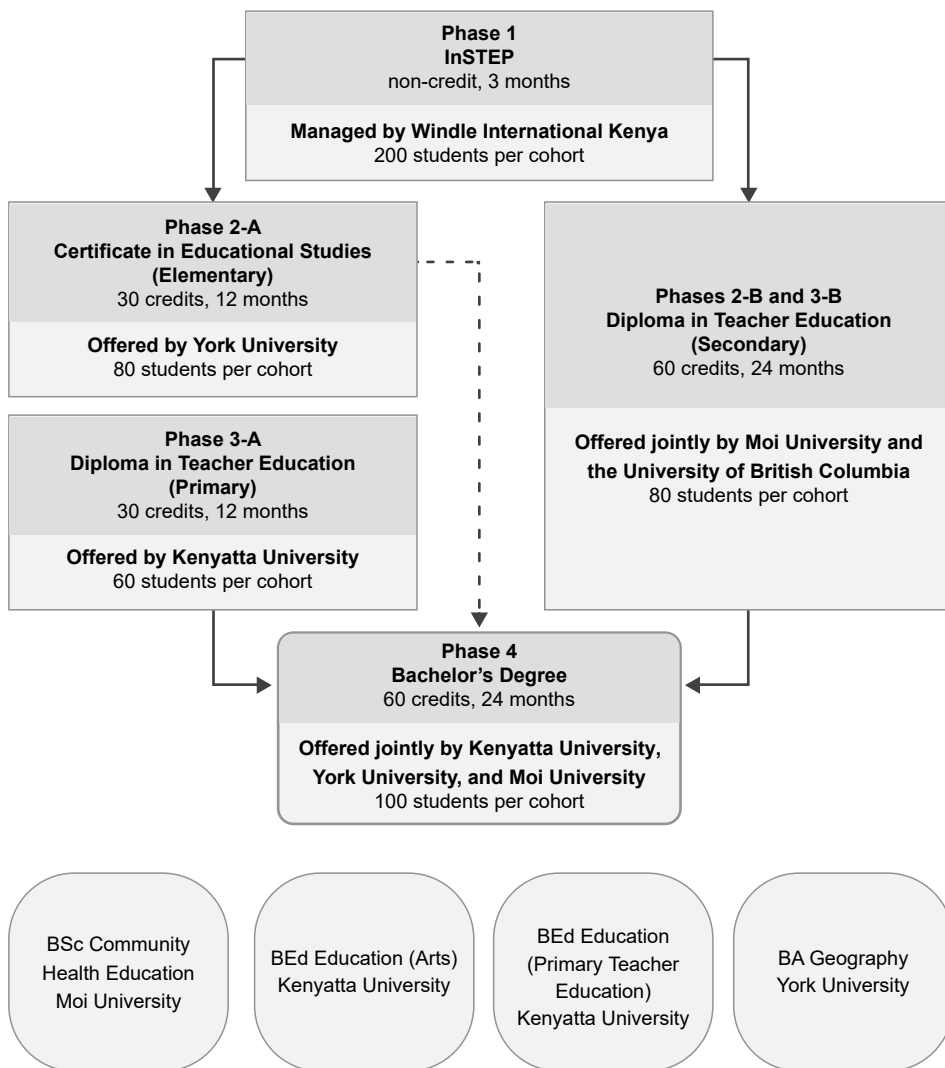 Phase 1
InSTEP
non-credit, 3 months
Managed by Windle International Kenya
200 students per cohort
Phase 2-A
Certificate in Educational Studies
(Elementary)
30 credits, 12 months
Offered by York University
80 students per cohort
Phase 3-A
Diploma in Teacher Education
(Primary)
30 credits, 12 months
Offered by Kenyatta University
60 students per cohort
Phases 2-B and 3-B
Diploma in Teacher Education
(Secondary)
60 credits, 24 months
Offered jointly by Moi University and
the University of British Columbia
80 students per cohort
Phase 4
Bachelor’s Degree
60 credits, 24 months
Offered jointly by Kenyatta University,
York University, and Moi University
100 students per cohort
BSc Community
Health Education
Moi University
BEd Education (Arts)
Kenyatta University
BEd Education
(Primary Teacher
Education)
Kenyatta University
BA Geography
York University